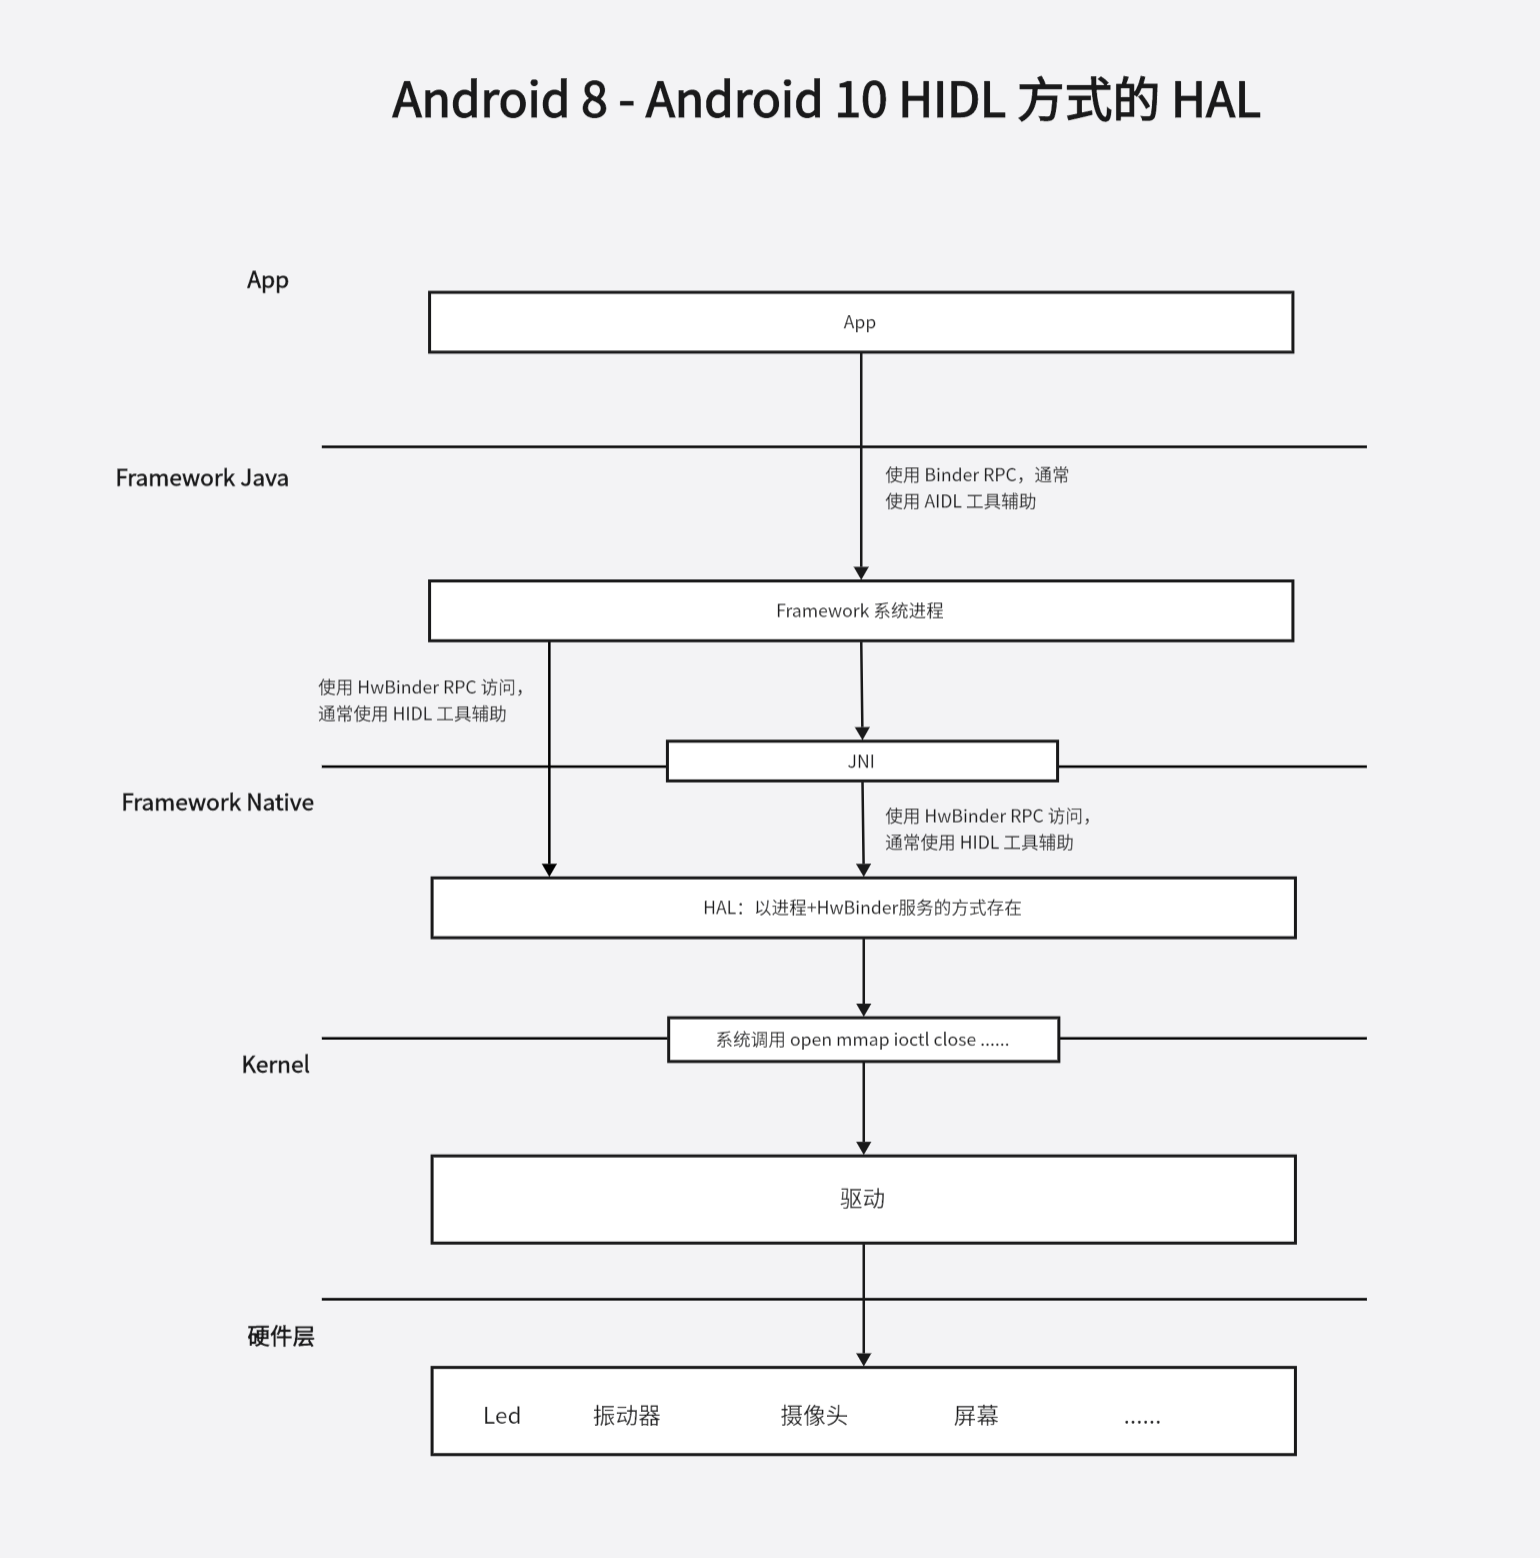 Android 8 - Android 10 HIDL 方式的 HAL
App
App
Framework Java
使用 Binder RPC，通常
使用 AIDL 工具辅助
Framework 系统进程
使用 HwBinder RPC 访问，
通常使用 HIDL 工具辅助
JNI
Framework Native
使用 HwBinder RPC 访问，
通常使用 HIDL 工具辅助
HAL：以进程+HwBinder服务的方式存在
系统调用 open mmap ioctl close ......
Kernel
驱动
硬件层
Led 振动器 摄像头 屏幕 ......